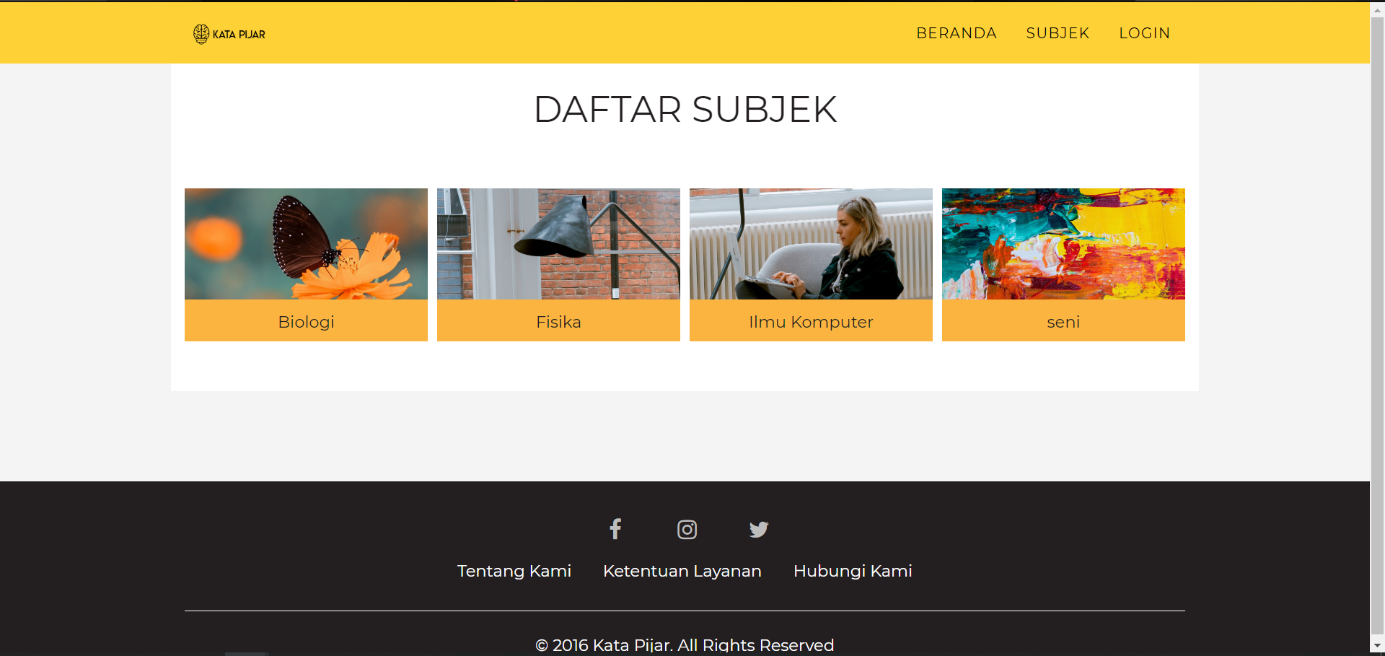 KATA PIJAR
BERANDA SUBJEK LOGIN
DAFTAR SUBJEK
Biologi Fisika Ilmu Komputer seni
Tentang Kami Ketentuan Layanan Hubungi Kami
© 2016 Kata Pijar. All Rights Reserved